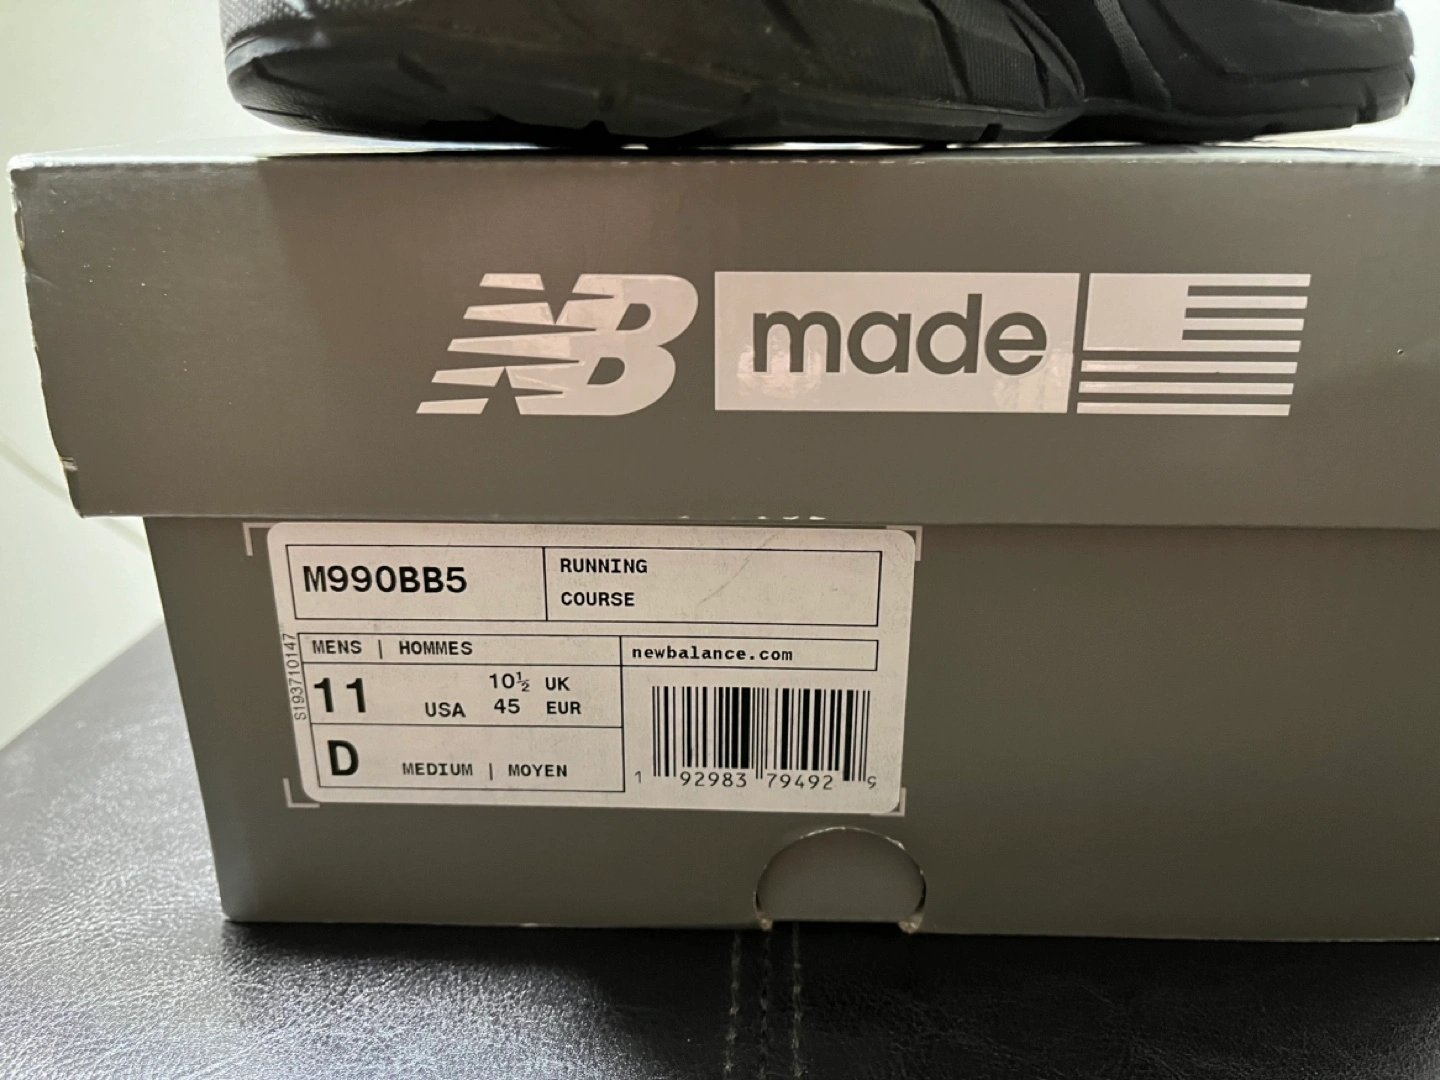 NB made
M990BB5
RUNNING
COURSE
MENS | HOMMES
newbalance.com
11 USA 10½ UK
45 EUR
D MEDIUM | MOYEN
S193710147
1 92983 79492 9